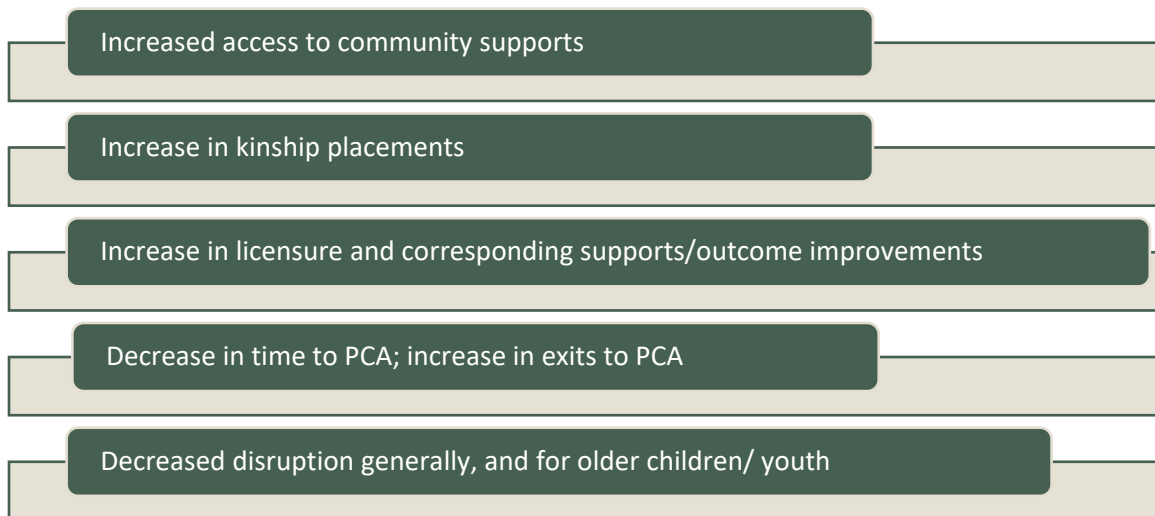 Increased access to community supports
Increase in kinship placements
Increase in licensure and corresponding supports/outcome improvements
Decrease in time to PCA; increase in exits to PCA
Decreased disruption generally, and for older children/ youth